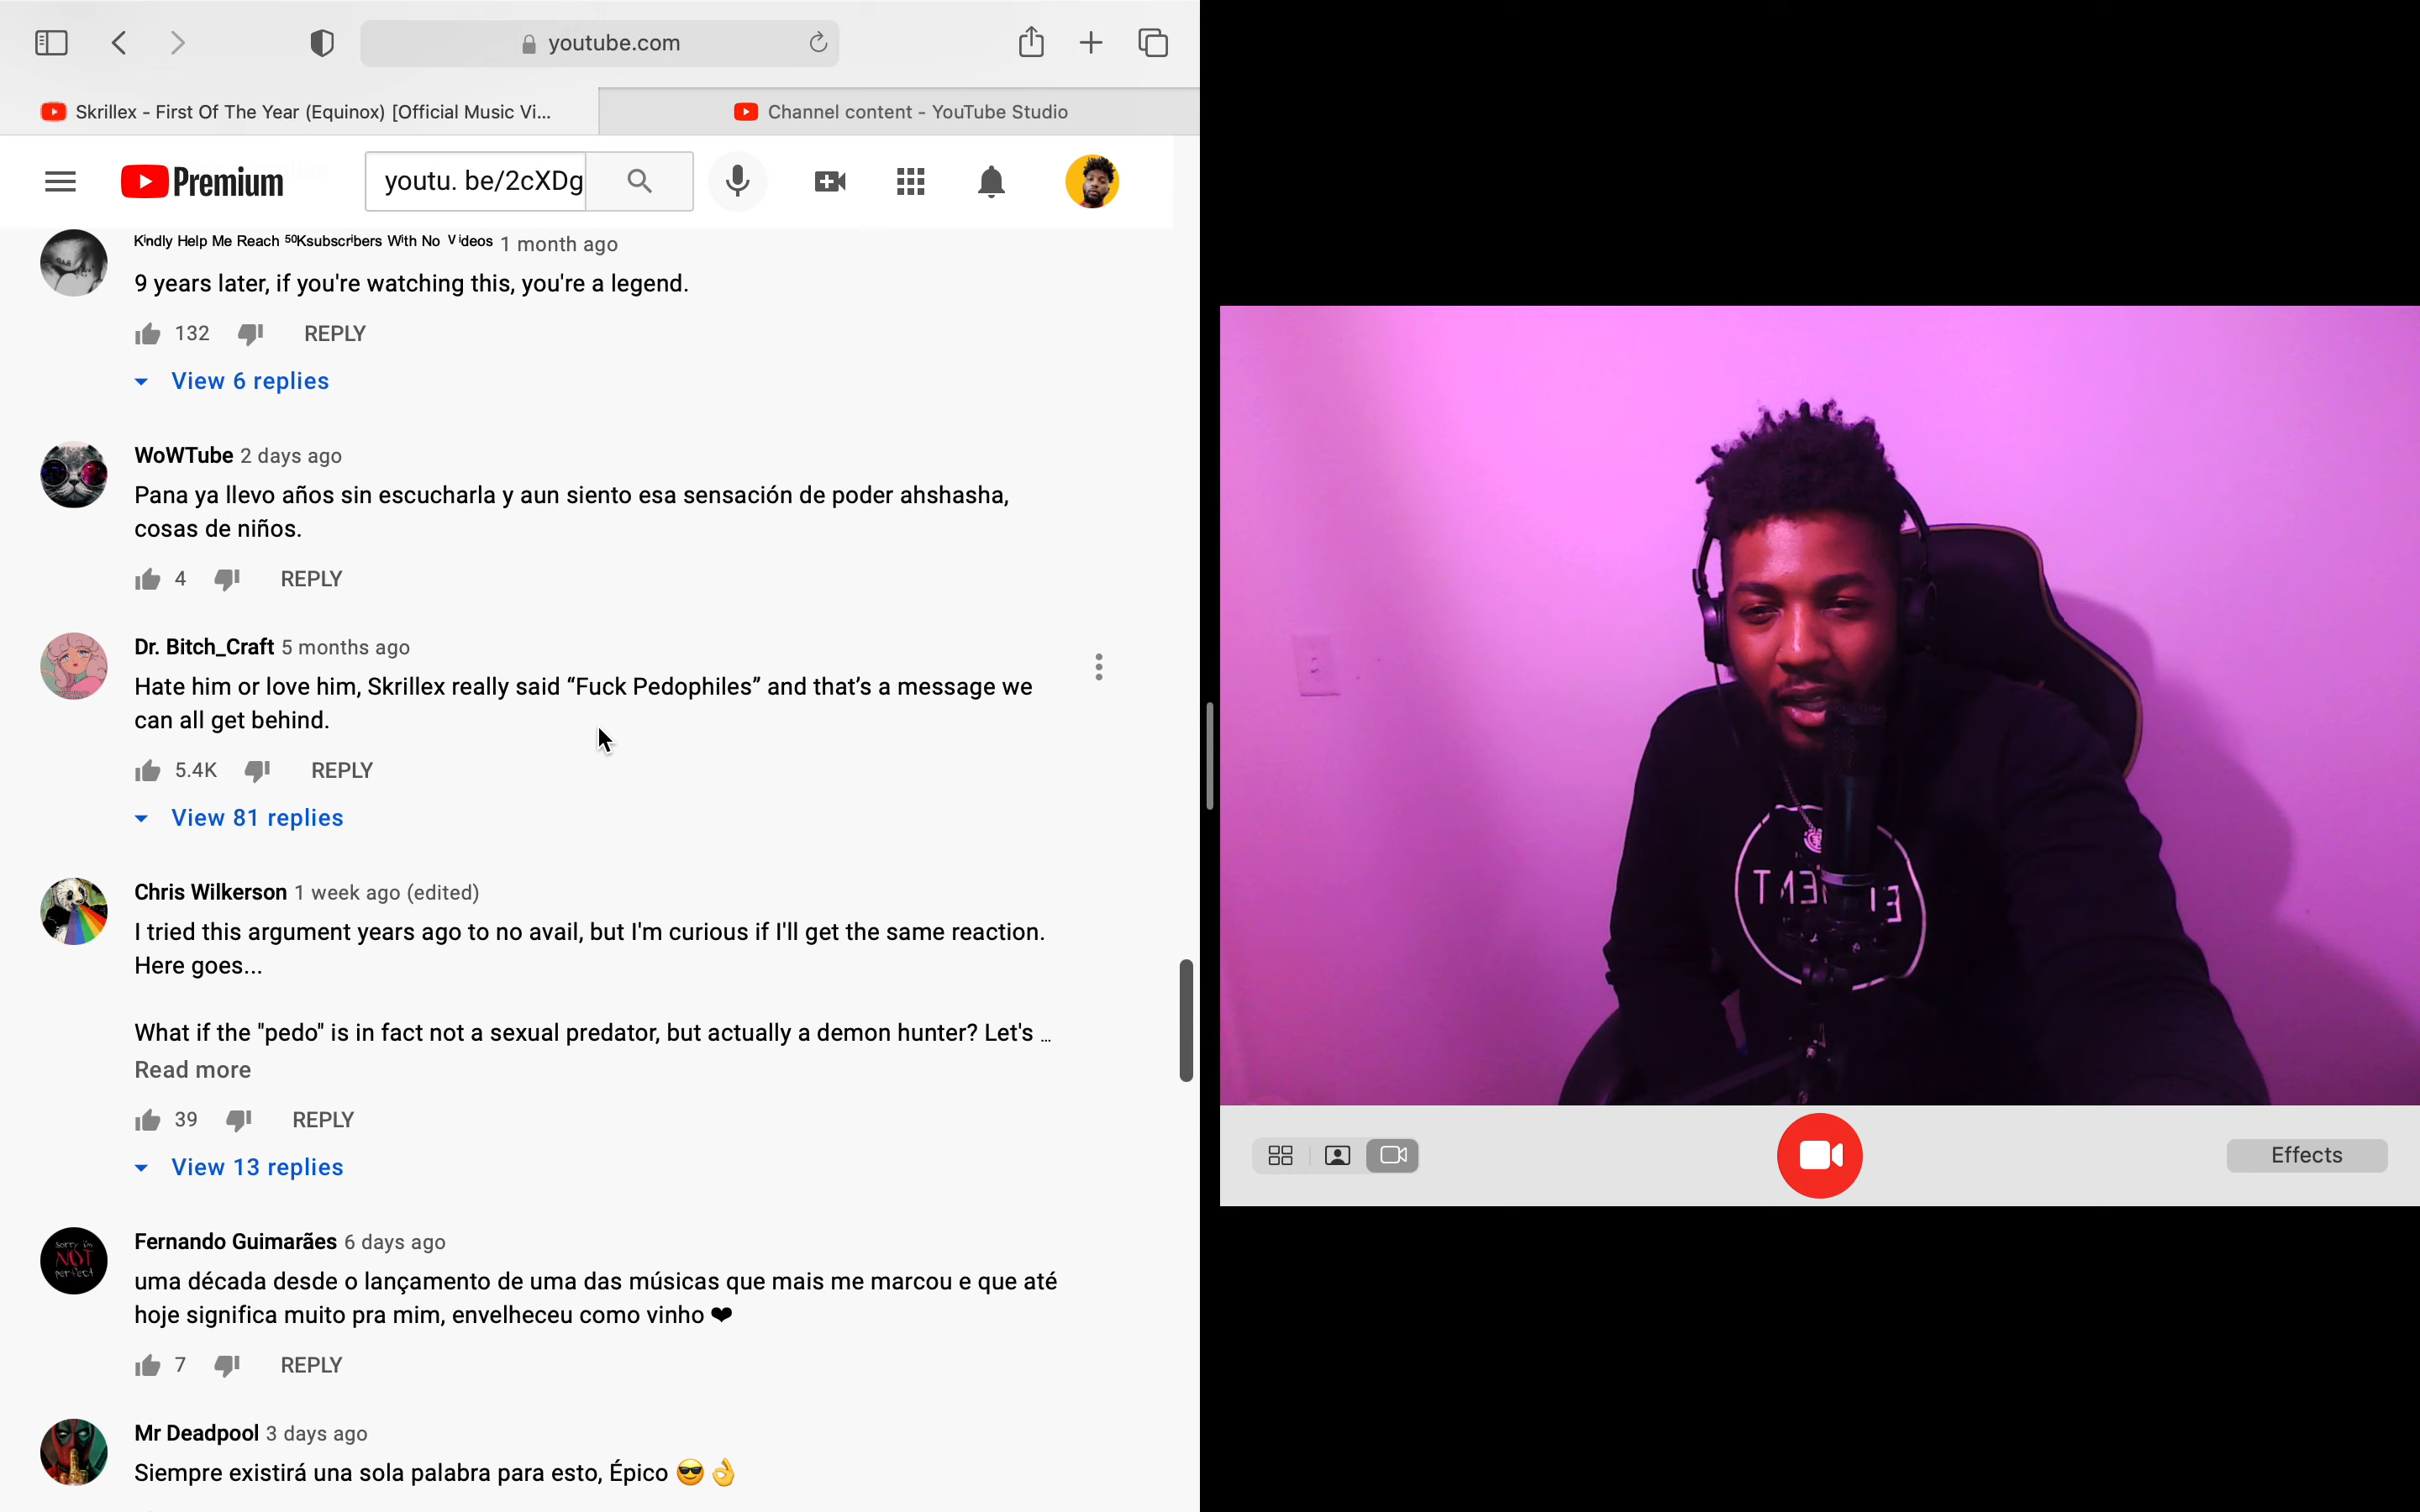 youtube.com
Skrillex - First Of The Year (Equinox) [Official Music Vi...
Channel content - YouTube Studio
Premium
youtu. be/2cXDg
Kindly Help Me Reach ⁵⁰Ksubscribers With No Videos 1 month ago
9 years later, if you're watching this, you're a legend.
132 REPLY
View 6 replies
WoWTube 2 days ago
Pana ya llevo años sin escucharla y aun siento esa sensación de poder ahshasha,
cosas de niños.
4 REPLY
Dr. Bitch_Craft 5 months ago
Hate him or love him, Skrillex really said “Fuck Pedophiles” and that’s a message we
can all get behind.
5.4K REPLY
View 81 replies
Chris Wilkerson 1 week ago (edited)
I tried this argument years ago to no avail, but I'm curious if I'll get the same reaction.
Here goes...
What if the "pedo" is in fact not a sexual predator, but actually a demon hunter? Let's ...
Read more
39 REPLY
View 13 replies
sorry i'm
NOT
perfect
Fernando Guimarães 6 days ago
uma década desde o lançamento de uma das músicas que mais me marcou e que até
hoje significa muito pra mim, envelheceu como vinho ❤
7 REPLY
Mr Deadpool 3 days ago
Siempre existirá una sola palabra para esto, Épico 😎👌
Effects